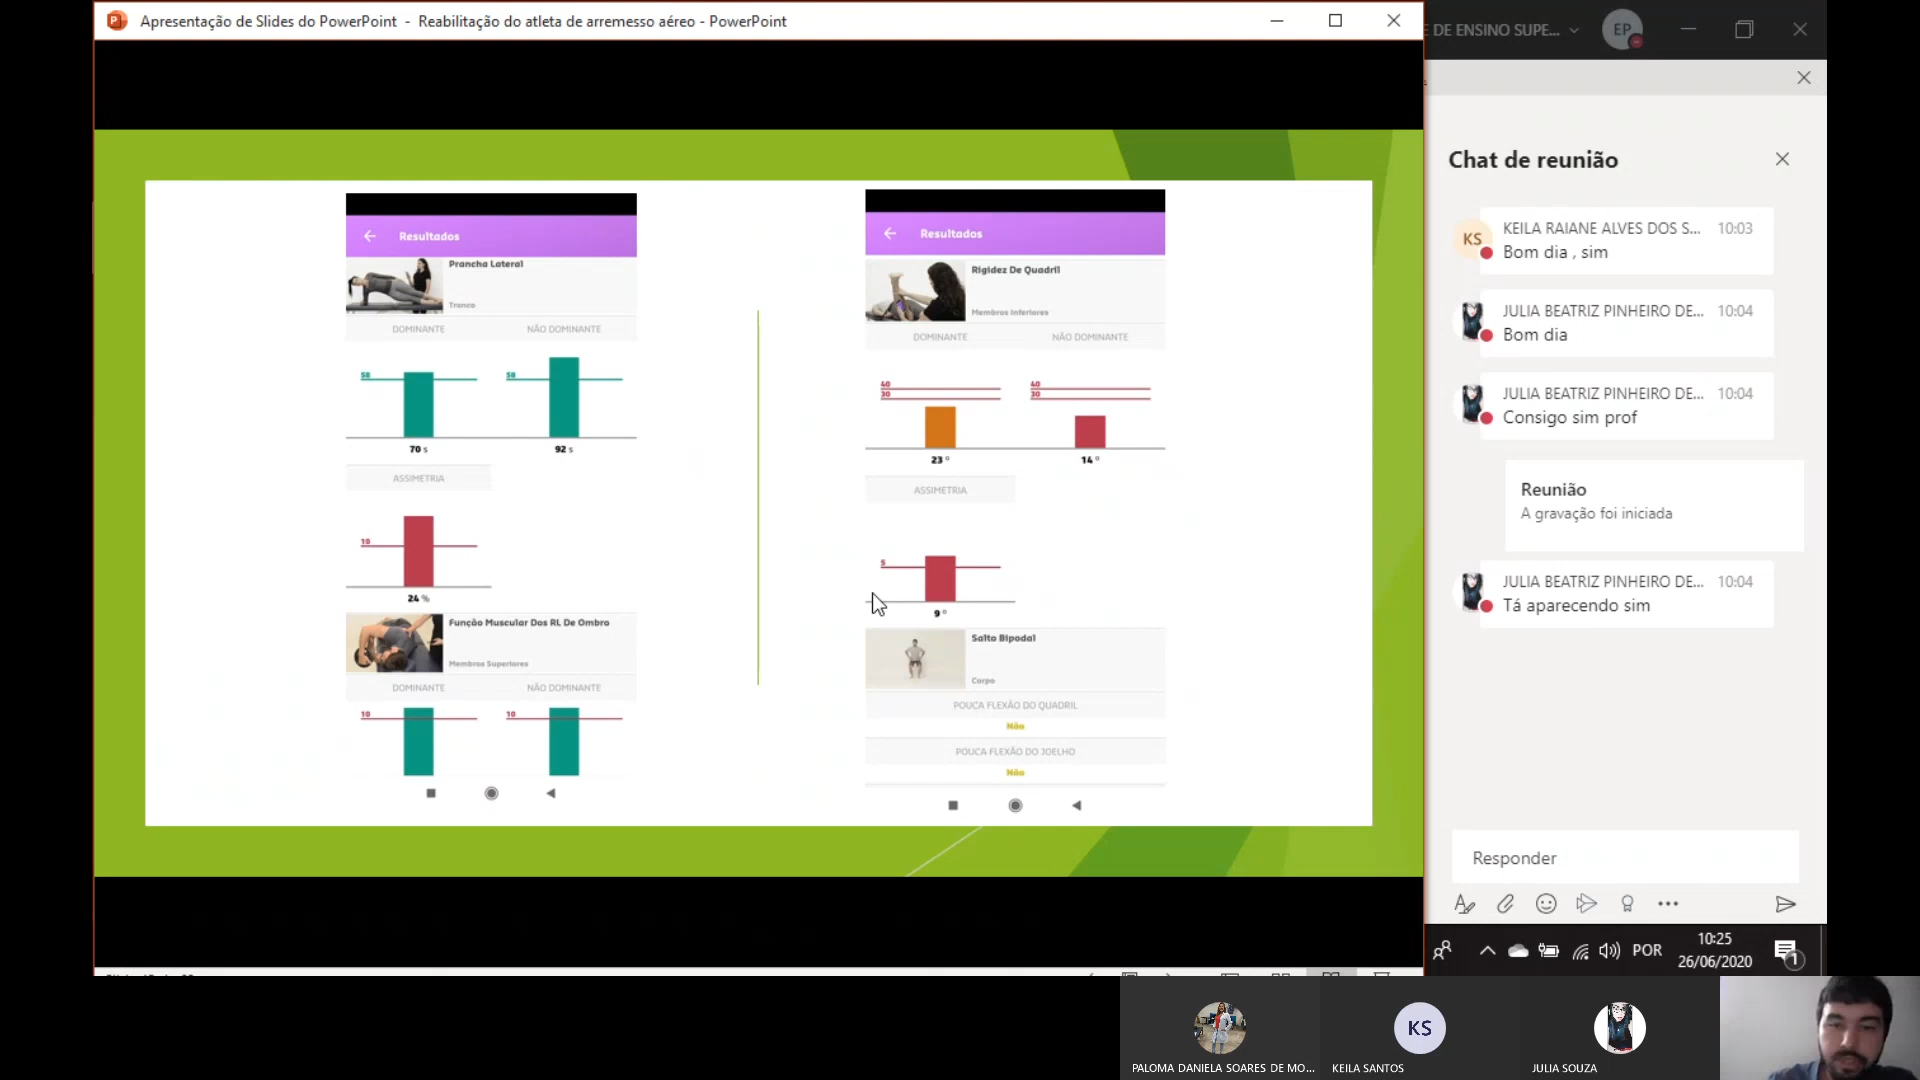 Apresentação de Slides do PowerPoint - Reabilitação do atleta de arremesso aéreo - PowerPoint
Resultados
Prancha Lateral
Tronco
DOMINANTE NÃO DOMINANTE
58 58
70 s 92 s
ASSIMETRIA
10
24 %
Função Muscular Dos RL De Ombro
Membros Superiores
DOMINANTE NÃO DOMINANTE
10 10
Resultados
Rigidez De Quadril
Membros Inferiores
DOMINANTE NÃO DOMINANTE
40 40
30 30
23 º 14 º
ASSIMETRIA
5
9 º
Salto Bipodal
Corpo
POUCA FLEXÃO DO QUADRIL
Não
POUCA FLEXÃO DO JOELHO
Não
E DE ENSINO SUPE...
EP
Chat de reunião
KS
KEILA RAIANE ALVES DOS S... 10:03
Bom dia , sim
JULIA BEATRIZ PINHEIRO DE... 10:04
Bom dia
JULIA BEATRIZ PINHEIRO DE... 10:04
Consigo sim prof
Reunião
A gravação foi iniciada
JULIA BEATRIZ PINHEIRO DE... 10:04
Tá aparecendo sim
Responder
POR
10:25
26/06/2020
1
KS
PALOMA DANIELA SOARES DE MO...
KEILA SANTOS
JULIA SOUZA